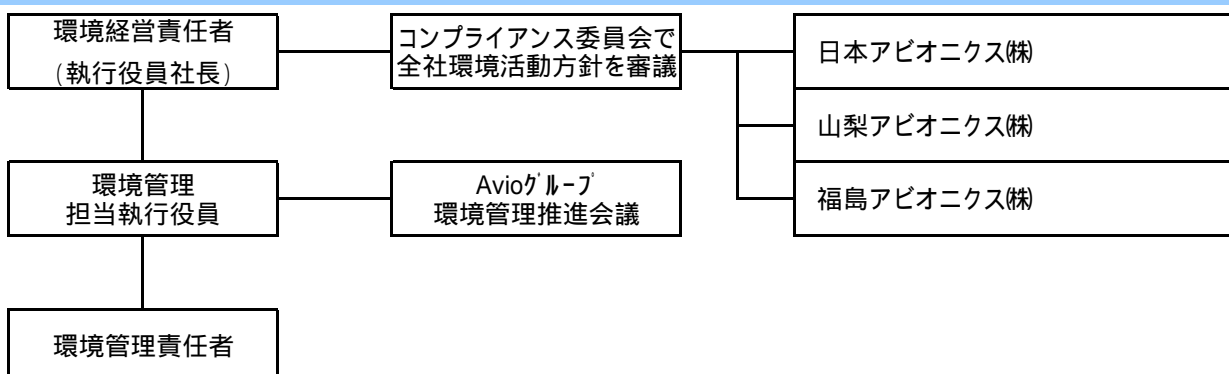 環境経営責任者
(執行役員社長)
コンプライアンス委員会で
全社環境活動方針を審議
日本アビオニクス㈱
山梨アビオニクス㈱
福島アビオニクス㈱
環境管理
担当執行役員
Avioｸﾞﾙｰﾌﾟ
環境管理推進会議
環境管理責任者